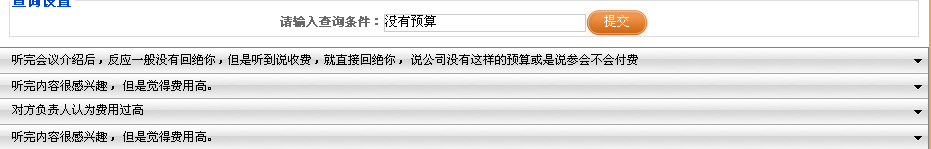 查询设置
请输入查询条件：没有预算 提交
听完会议介绍后，反应一般没有回绝你，但是听到说收费，就直接回绝你，说公司没有这样的预算或是说参会不会付费
听完内容很感兴趣，但是觉得费用高。
对方负责人认为费用过高
听完内容很感兴趣，但是觉得费用高。